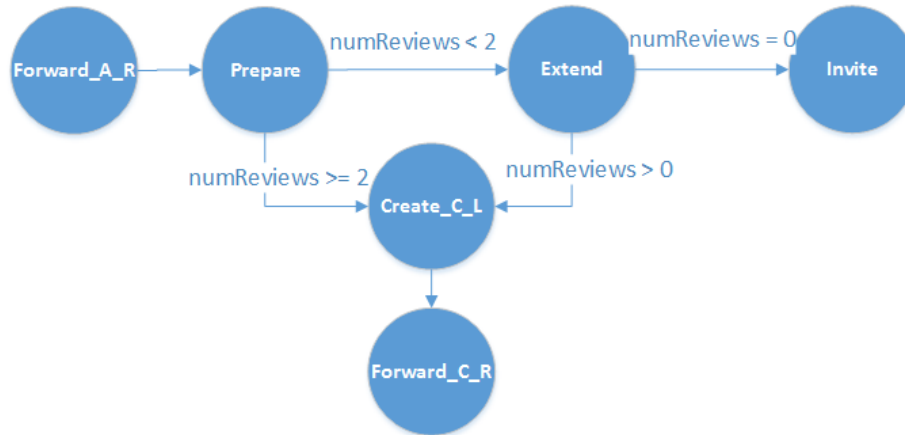 numReviews < 2
numReviews = 0
Forward_A_R
Prepare
Extend
Invite
numReviews >= 2
numReviews > 0
Create_C_L
Forward_C_R